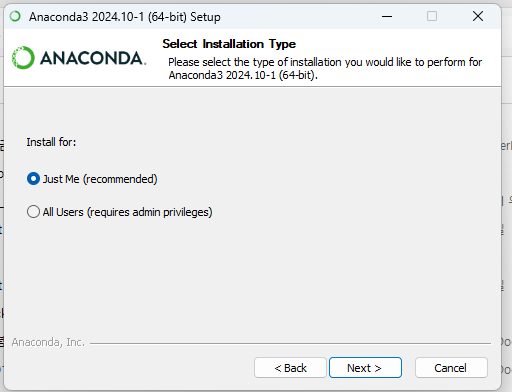 Anaconda3 2024.10-1 (64-bit) Setup
ANACONDA.
Select Installation Type
Please select the type of installation you would like to perform for
Anaconda3 2024.10-1 (64-bit).
Install for:
Just Me (recommended)
All Users (requires admin privileges)
Anaconda, Inc.
< Back
Next >
Cancel